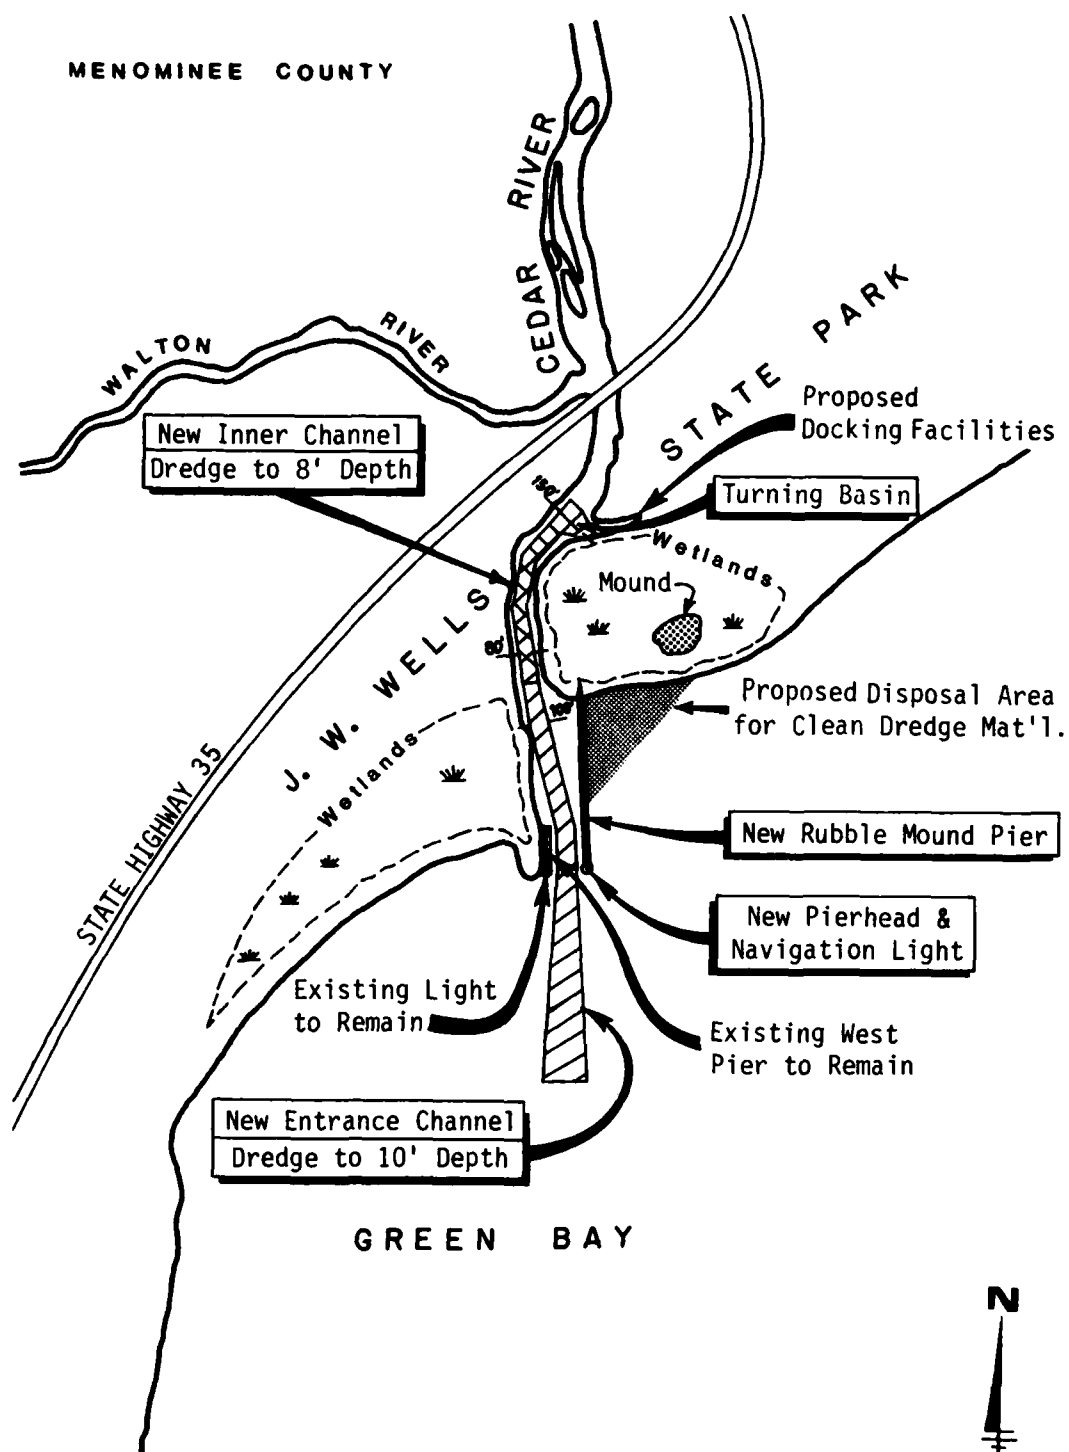 MENOMINEE COUNTY
CEDAR RIVER
WALTON RIVER
J. W. WELLS STATE PARK
Proposed
Docking Facilities
New Inner Channel
Dredge to 8' Depth
150'
Turning Basin
Wetlands
Mound
80'
100'
Proposed Disposal Area
for Clean Dredge Mat'l.
Wetlands
STATE HIGHWAY 35
New Rubble Mound Pier
New Pierhead &
Navigation Light
Existing Light
to Remain
Existing West
Pier to Remain
New Entrance Channel
Dredge to 10' Depth
GREEN BAY
N